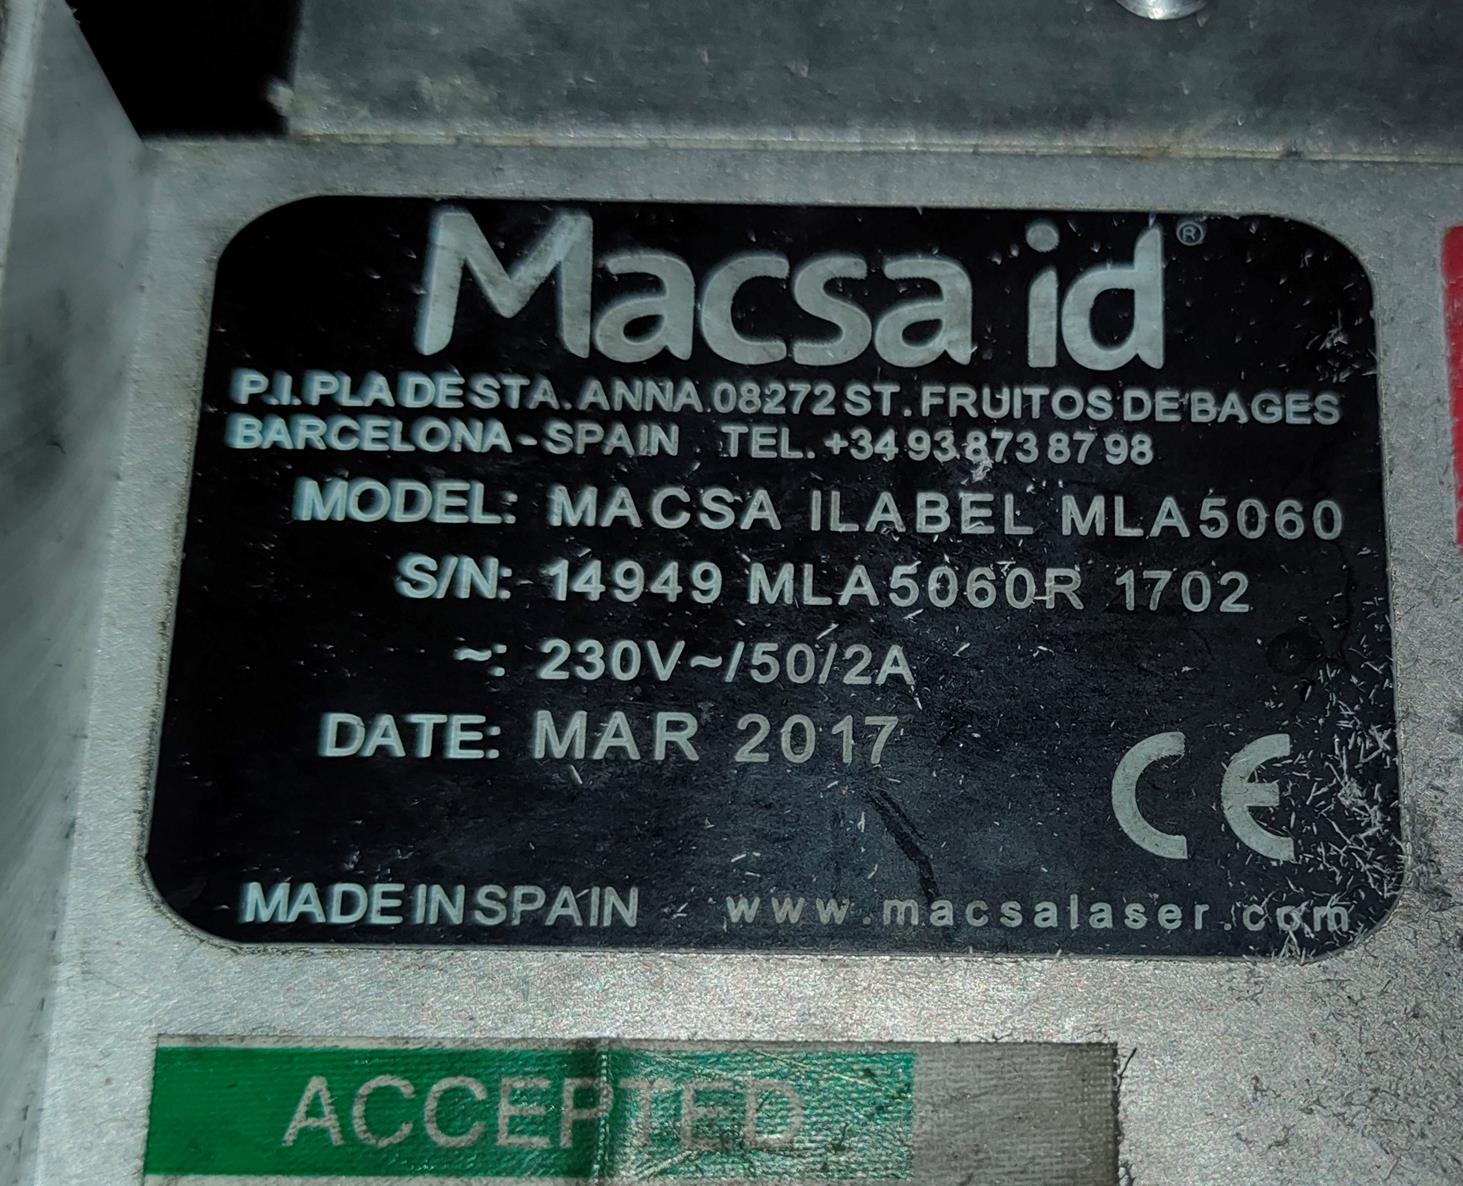 Macsa id®
P.I. PLA DE STA. ANNA 08272 ST. FRUITOS DE BAGES
BARCELONA - SPAIN TEL. +34 93 873 87 98
MODEL: MACSA ILABEL MLA5060
S/N: 14949 MLA5060R 1702
~: 230V~/50/2A
DATE: MAR 2017
CE
MADE IN SPAIN www.macsalaser.com
ACCEPTED